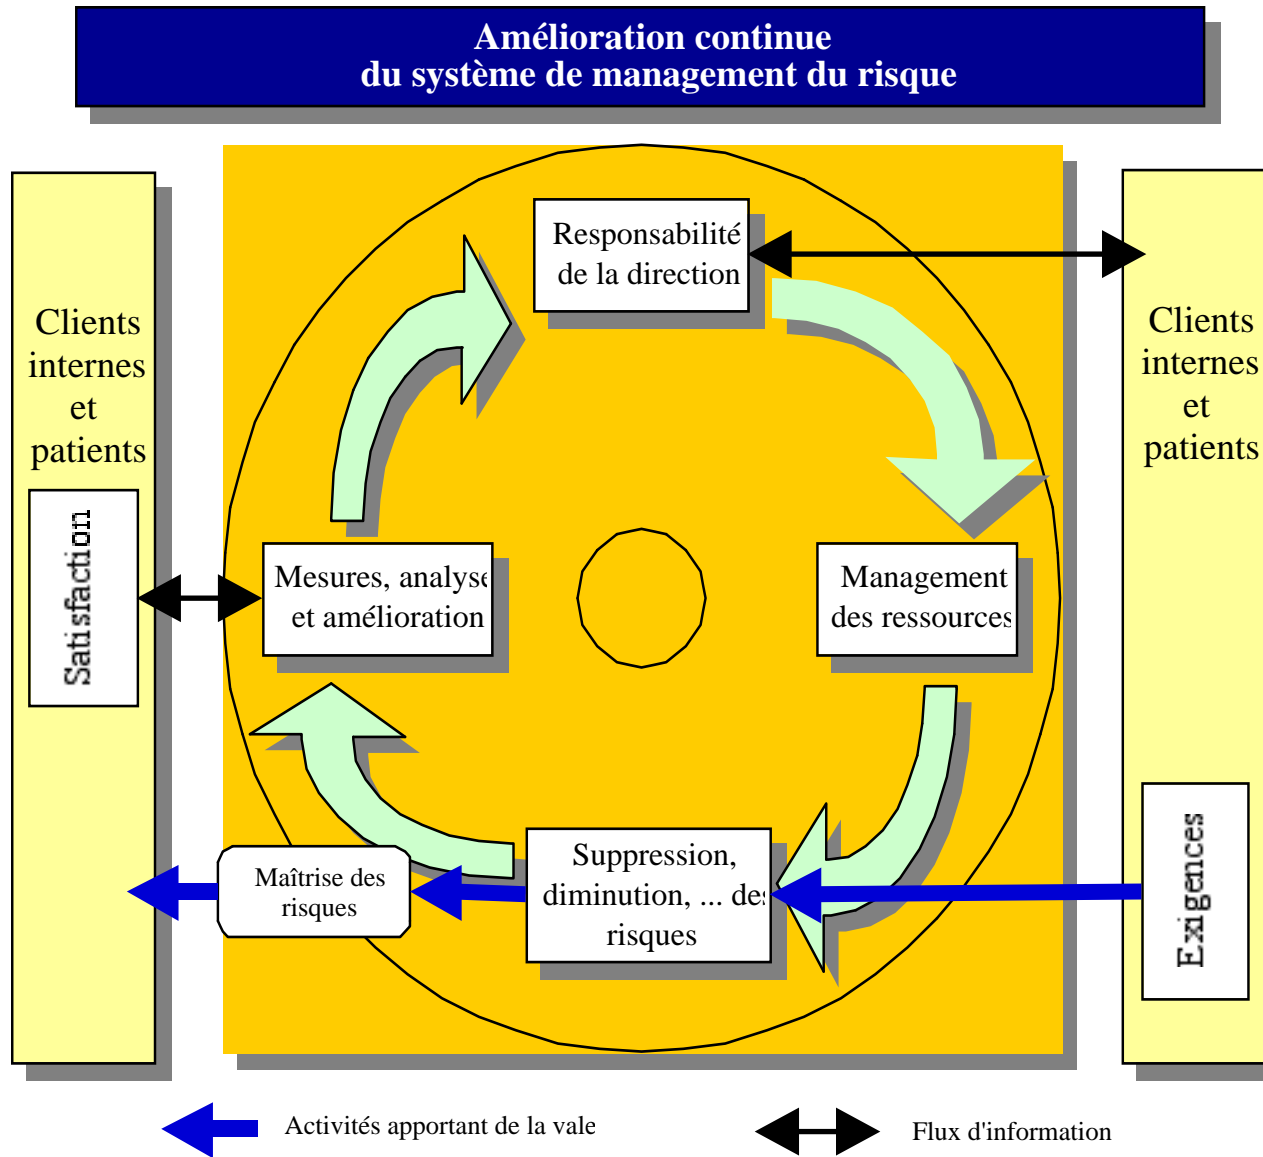 Amélioration continue
du système de management du risque
Clients
internes
et
patients
Satisfaction
Responsabilité
de la direction
Mesures, analyse
et amélioration
Management
des ressources
Maîtrise des
risques
Suppression,
diminution, ... des
risques
Clients
internes
et
patients
Exigences
Activités apportant de la vale
Flux d'information